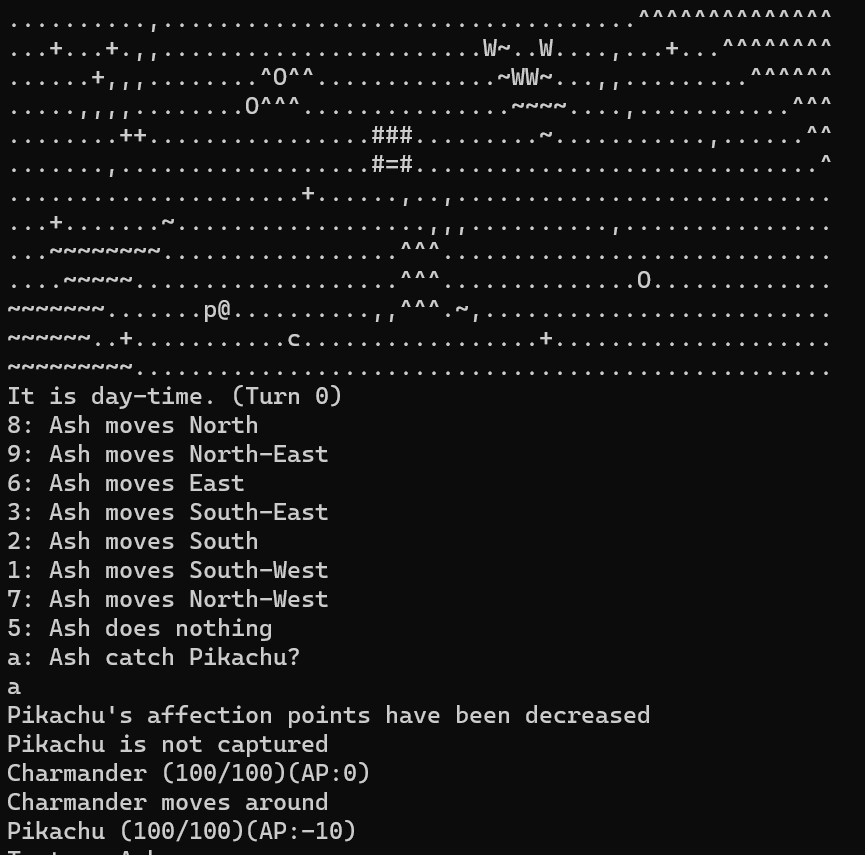 ..........,..................................^^^^^^^^^^^^^^
...+...+.,,.......................W~..W....,...+...^^^^^^^^
......+,,,........^O^^.............~WW~...,,.........^^^^^^
.....,,,,........O^^^...............~~~~....,...........^^^
........++................###.........~...........,......^^
.......,..................#=#.............................^
.....................+......,..,...........................
...+.......~..................,,,..........,...............
...~~~~~~~~.................^^^............................
....~~~~~...................^^^..............O.............
~~~~~~~.......p@..........,,^^^.~,.........................
~~~~~~..+...........c.................+....................
~~~~~~~~~..................................................
It is day-time. (Turn 0)
8: Ash moves North
9: Ash moves North-East
6: Ash moves East
3: Ash moves South-East
2: Ash moves South
1: Ash moves South-West
7: Ash moves North-West
5: Ash does nothing
a: Ash catch Pikachu?
a
Pikachu's affection points have been decreased
Pikachu is not captured
Charmander (100/100)(AP:0)
Charmander moves around
Pikachu (100/100)(AP:-10)